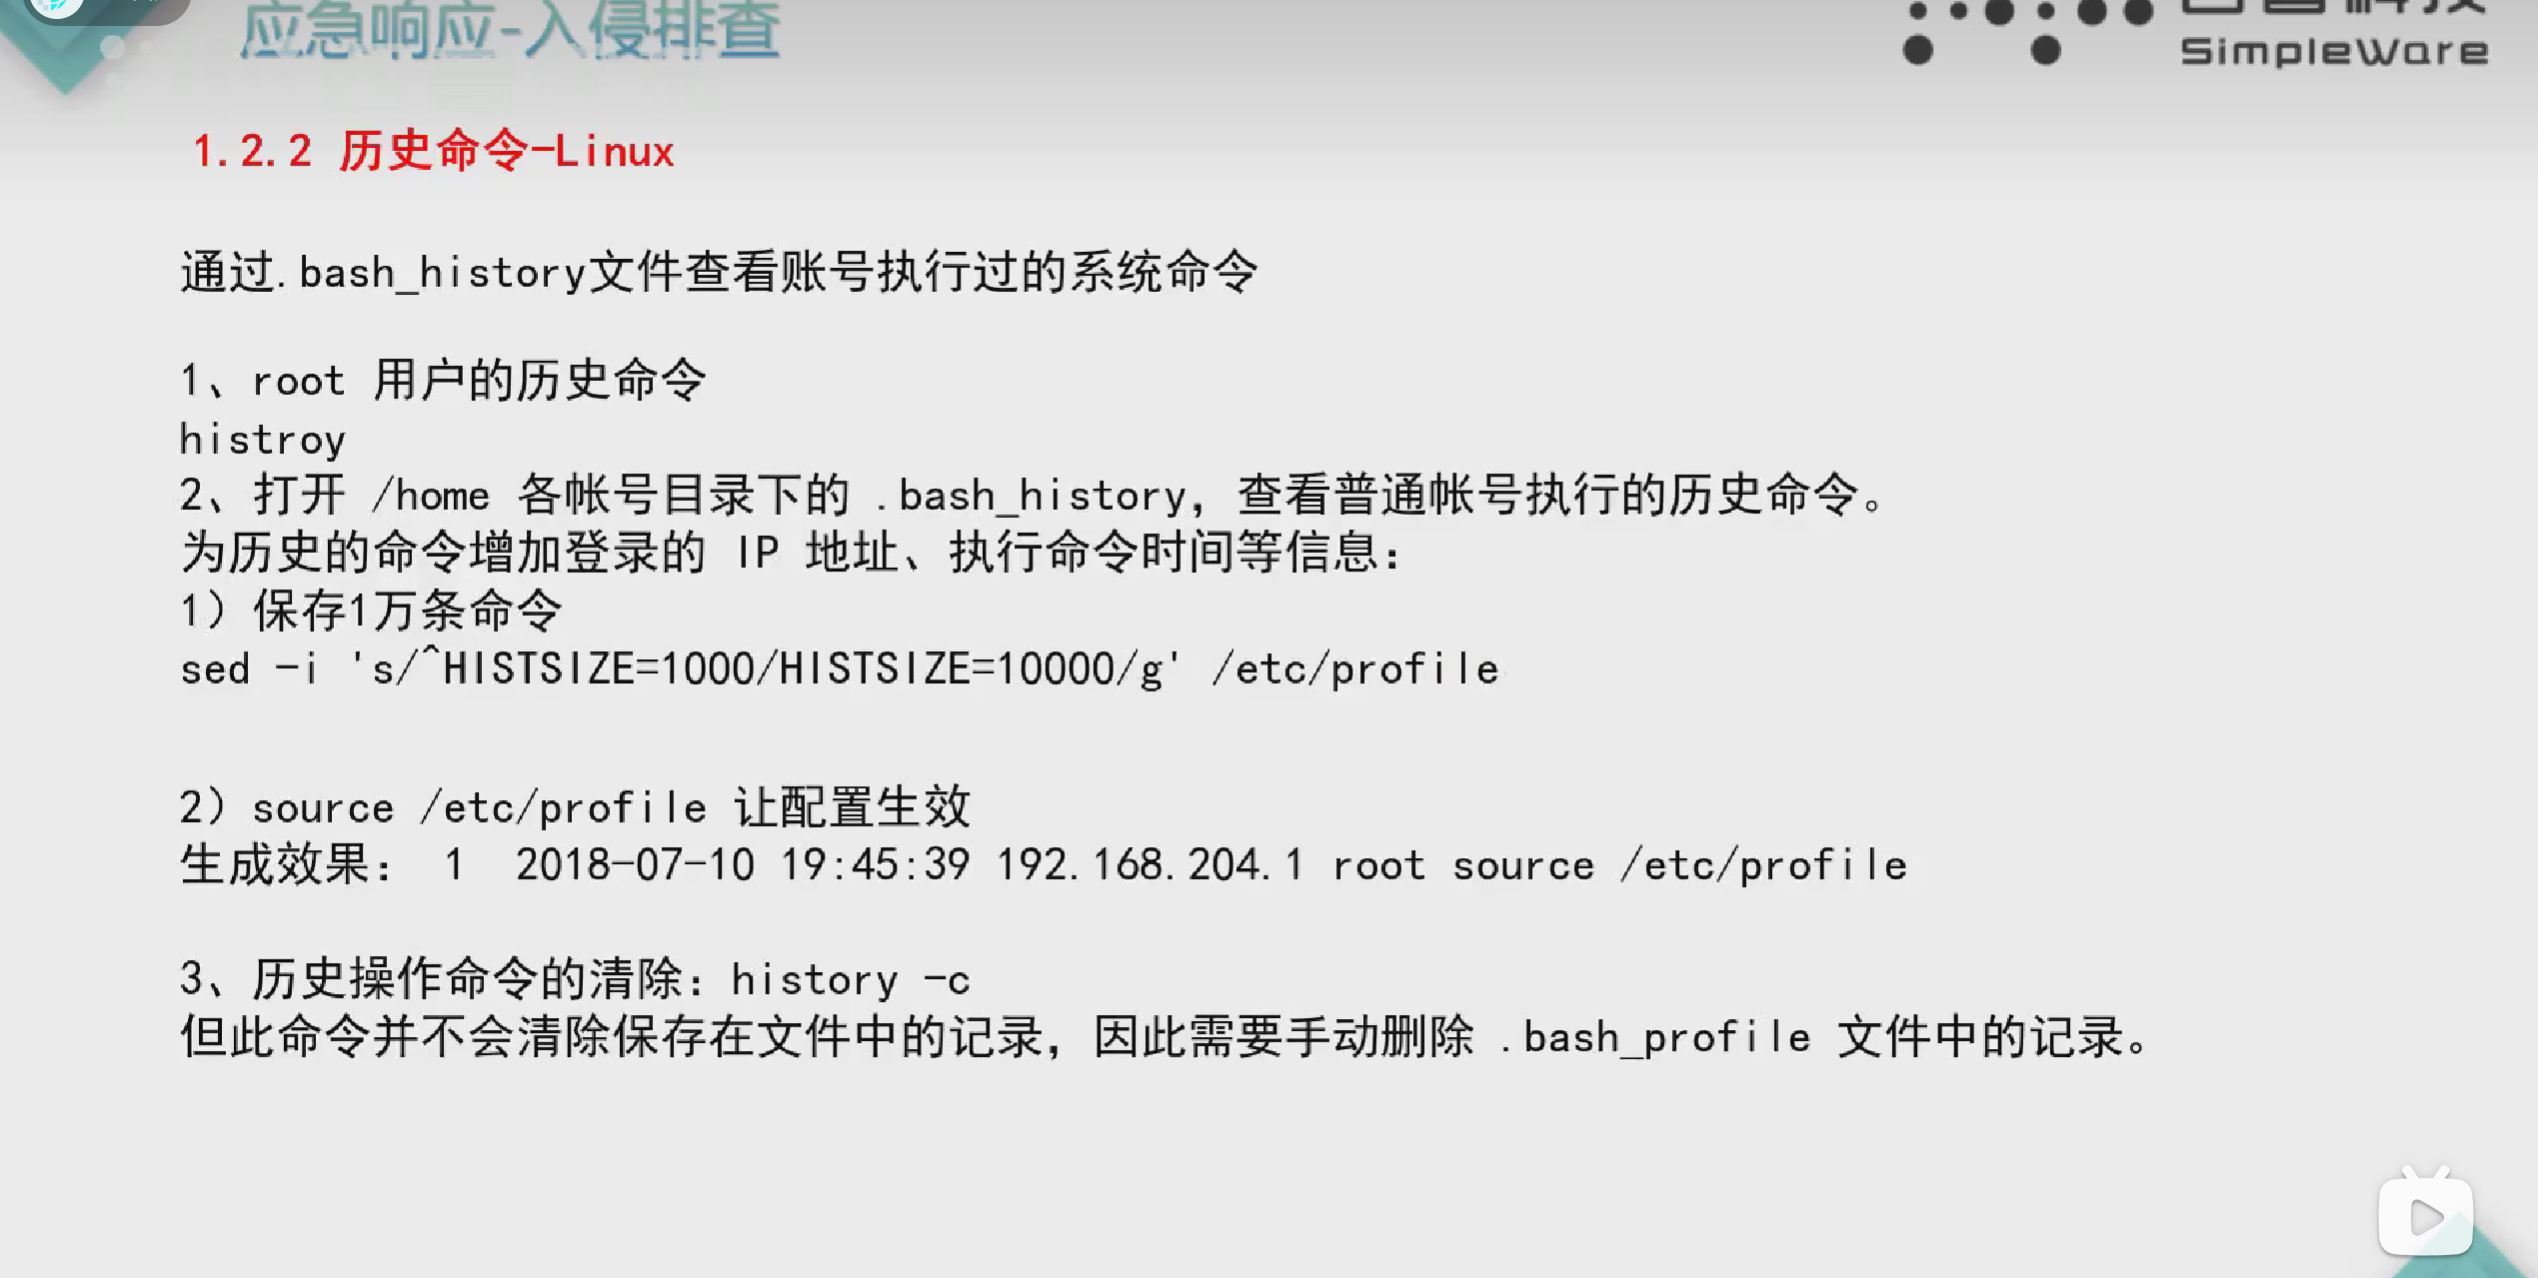 应急响应-入侵排查
SimpleWare
1.2.2 历史命令-Linux
通过.bash_history文件查看账号执行过的系统命令
1、root 用户的历史命令
histroy
2、打开 /home 各帐号目录下的 .bash_history，查看普通帐号执行的历史命令。
为历史的命令增加登录的 IP 地址、执行命令时间等信息：
1）保存1万条命令
sed -i 's/^HISTSIZE=1000/HISTSIZE=10000/g' /etc/profile
2）source /etc/profile 让配置生效
生成效果： 1 2018-07-10 19:45:39 192.168.204.1 root source /etc/profile
3、历史操作命令的清除：history -c
但此命令并不会清除保存在文件中的记录，因此需要手动删除 .bash_profile 文件中的记录。